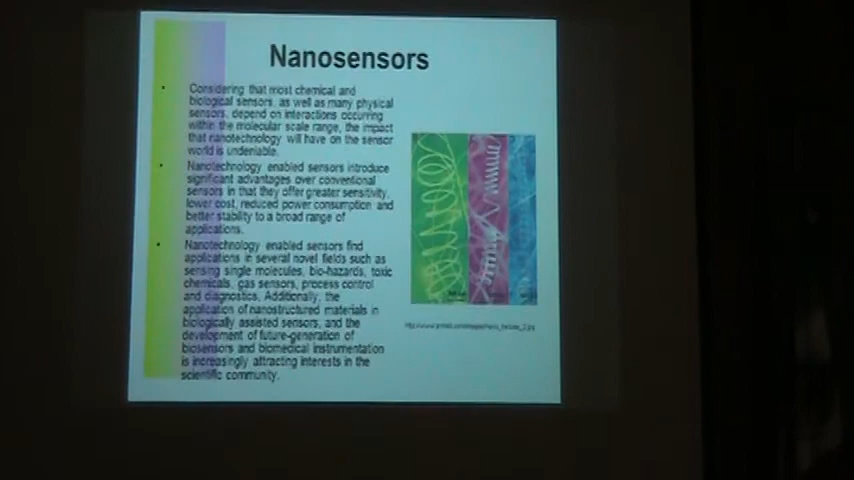 Nanosensors
• Considering that most chemical and
biological sensors, as well as many physical
sensors, depend on interactions occurring
within the molecular scale range, the impact
that nanotechnology will have on the sensor
world is undeniable.
• Nanotechnology enabled sensors introduce
significant advantages over conventional
sensors in that they offer greater sensitivity,
lower cost, reduced power consumption and
better stability to a broad range of
applications.
• Nanotechnology enabled sensors find
applications in several novel fields such as
sensing single molecules, bio-hazards, toxic
chemicals, gas sensors, process control
and diagnostics. Additionally, the
application of nanostructured materials in
biologically assisted sensors, and the
development of future-generation of
biosensors and biomedical instrumentation
is increasingly attracting interests in the
scientific community.